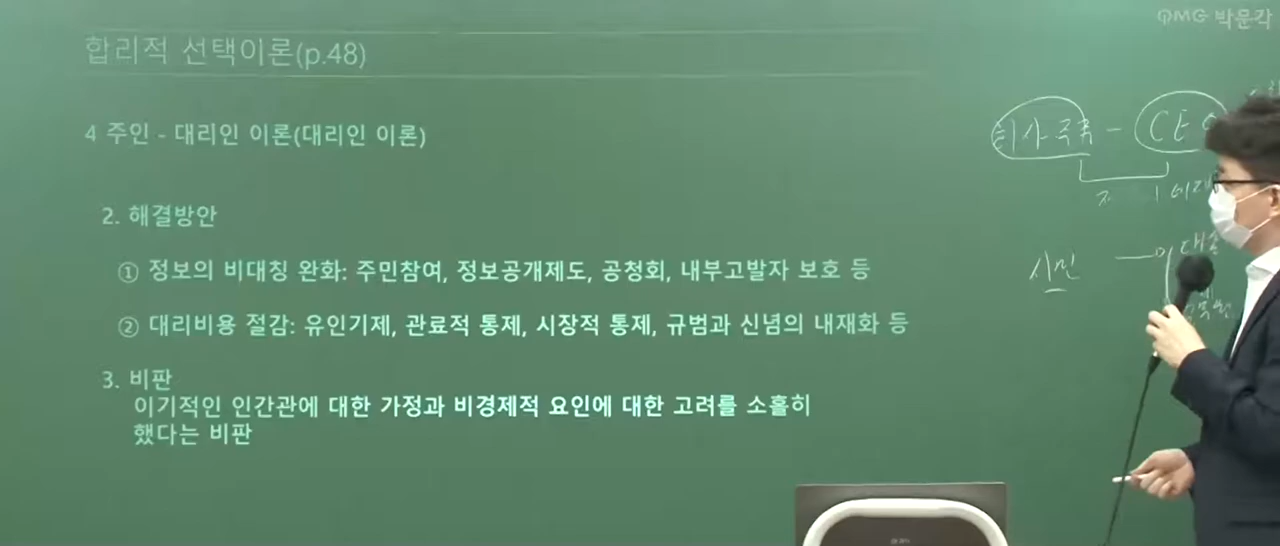 PMG 박문각
합리적 선택이론(p.48)
4 주인 - 대리인 이론(대리인 이론)
2. 해결방안
① 정보의 비대칭 완화: 주민참여, 정보공개제도, 공청회, 내부고발자 보호 등
② 대리비용 절감: 유인기제, 관료적 통제, 시장적 통제, 규범과 신념의 내재화 등
3. 비판
이기적인 인간관에 대한 가정과 비경제적 요인에 대한 고려를 소홀히
했다는 비판
시민